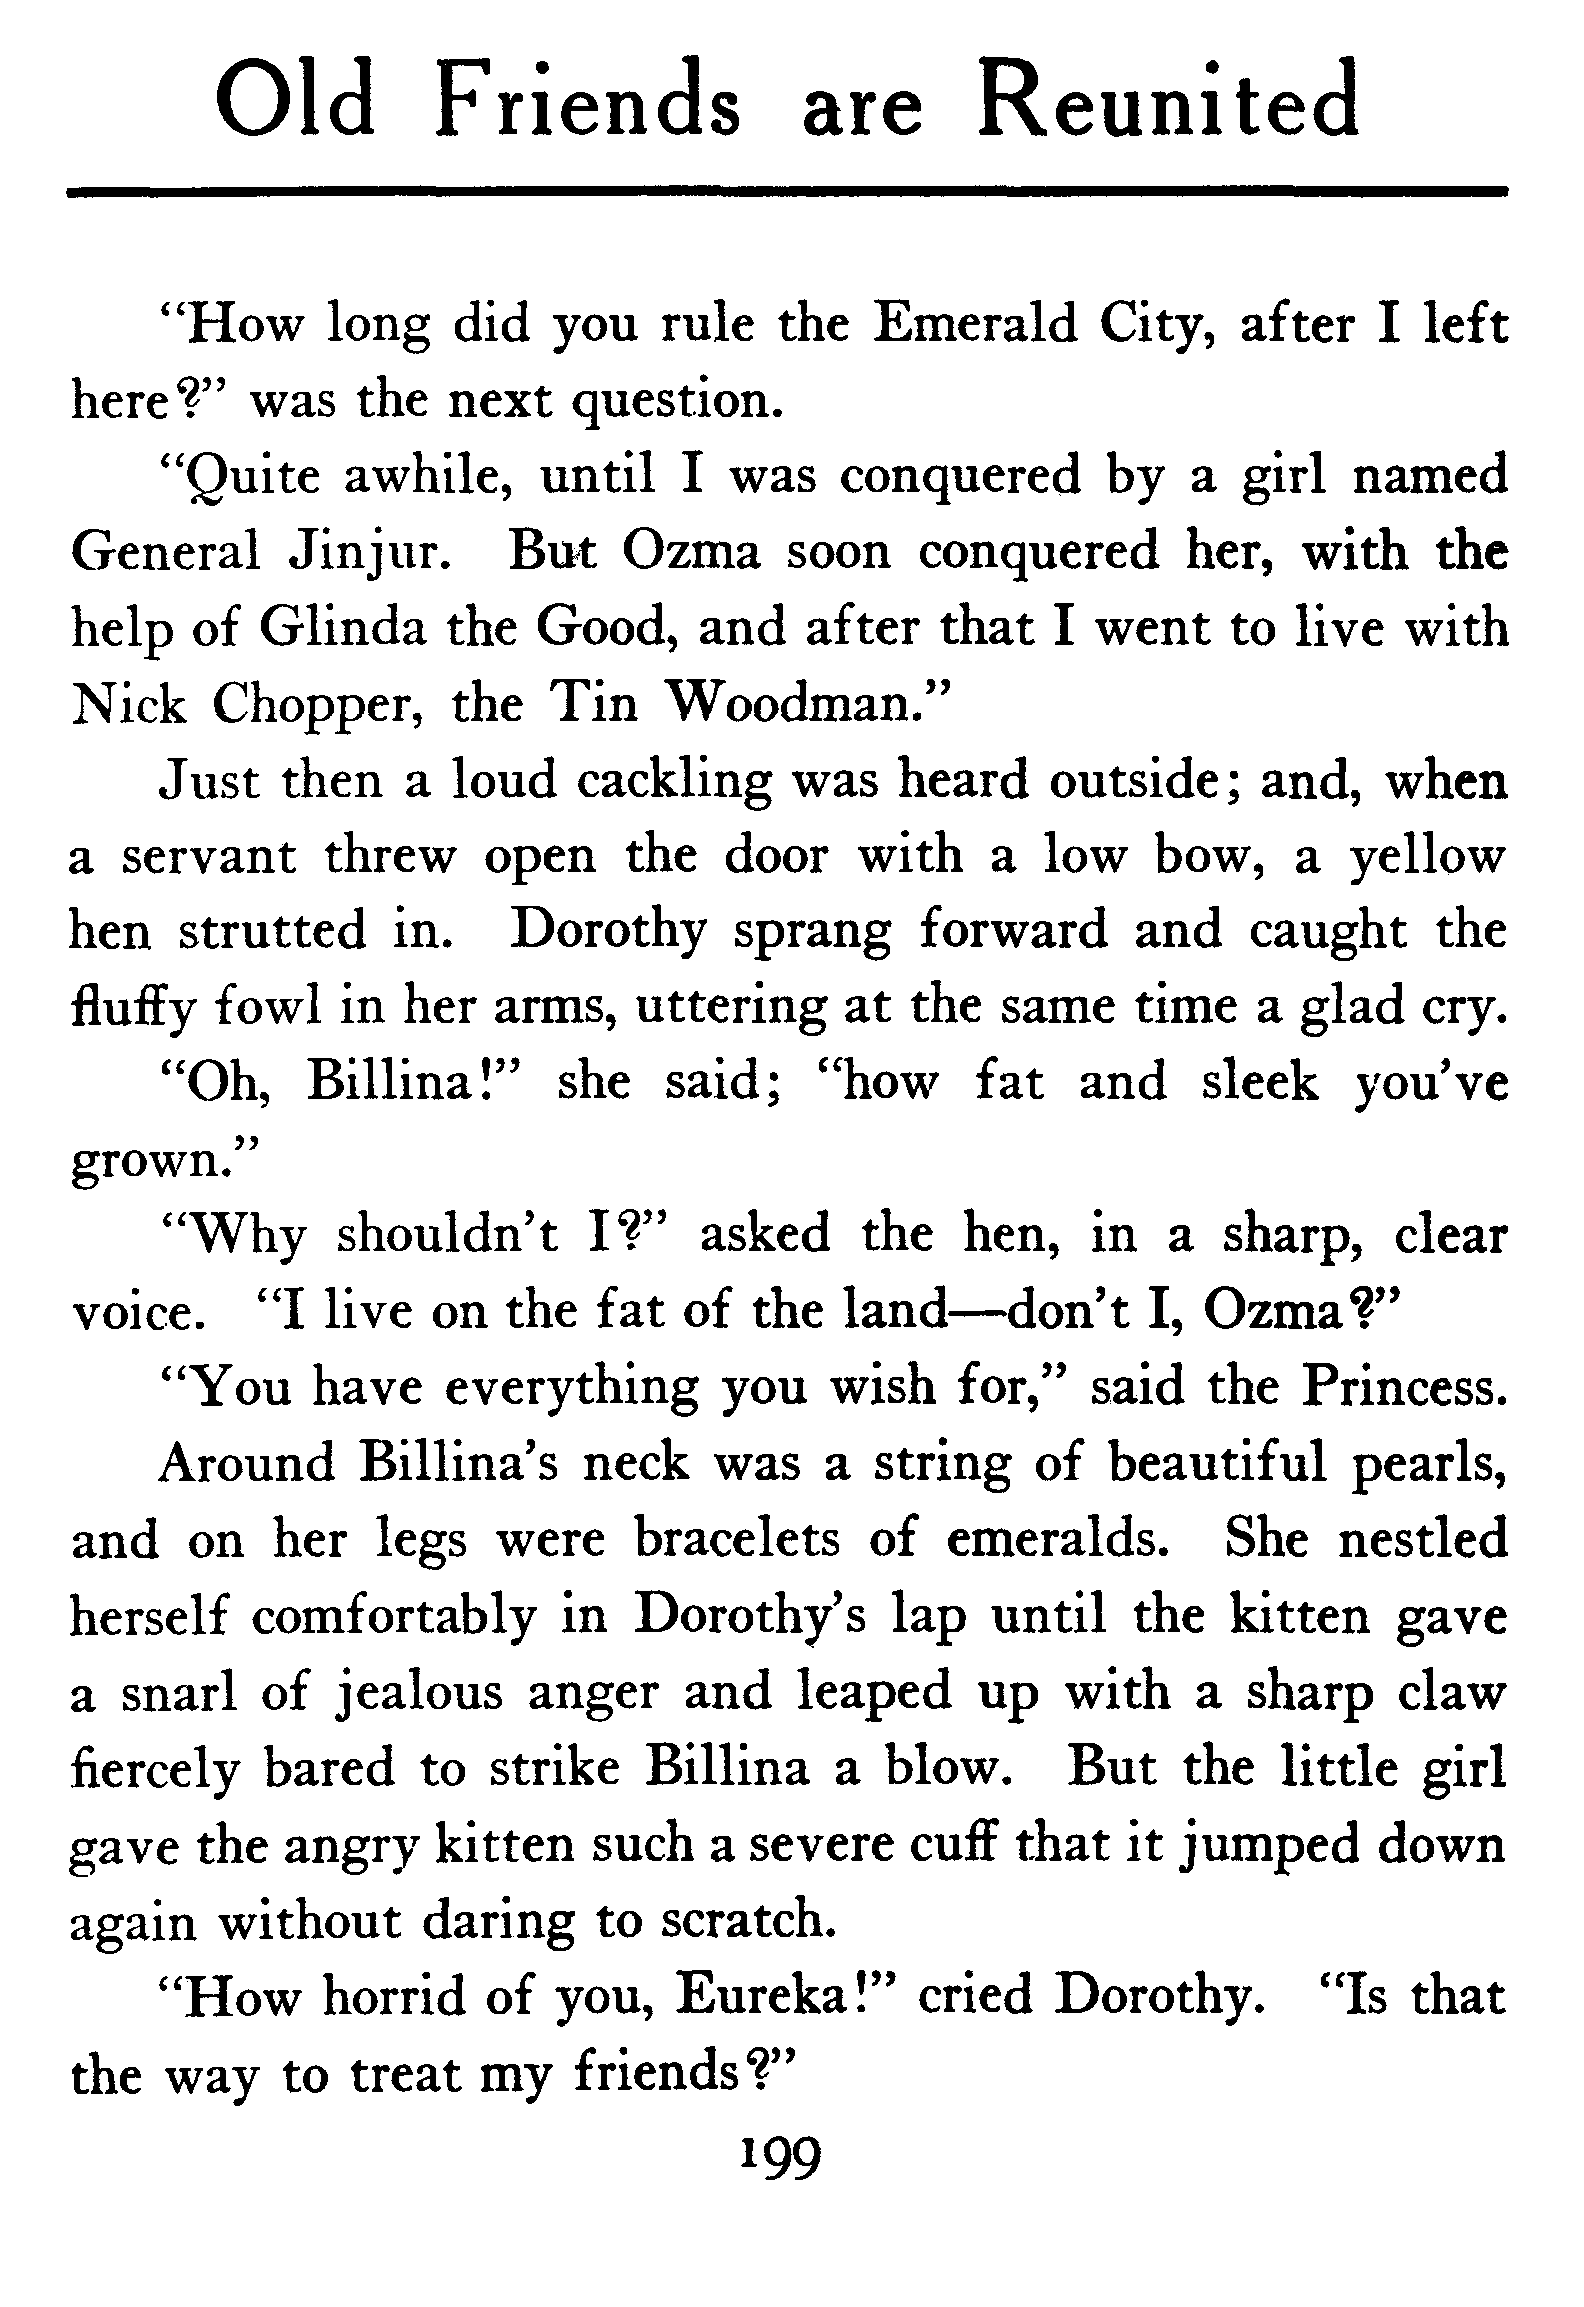 Old Friends are Reunited
“How long did you rule the Emerald City, after I left
here?” was the next question.
“Quite awhile, until I was conquered by a girl named
General Jinjur. But Ozma soon conquered her, with the
help of Glinda the Good, and after that I went to live with
Nick Chopper, the Tin Woodman.”
Just then a loud cackling was heard outside; and, when
a servant threw open the door with a low bow, a yellow
hen strutted in. Dorothy sprang forward and caught the
fluffy fowl in her arms, uttering at the same time a glad cry.
“Oh, Billina!” she said; “how fat and sleek you’ve
grown.”
“Why shouldn’t I?” asked the hen, in a sharp, clear
voice. “I live on the fat of the land—don’t I, Ozma?”
“You have everything you wish for,” said the Princess.
Around Billina’s neck was a string of beautiful pearls,
and on her legs were bracelets of emeralds. She nestled
herself comfortably in Dorothy’s lap until the kitten gave
a snarl of jealous anger and leaped up with a sharp claw
fiercely bared to strike Billina a blow. But the little girl
gave the angry kitten such a severe cuff that it jumped down
again without daring to scratch.
“How horrid of you, Eureka!” cried Dorothy. “Is that
the way to treat my friends?”
199